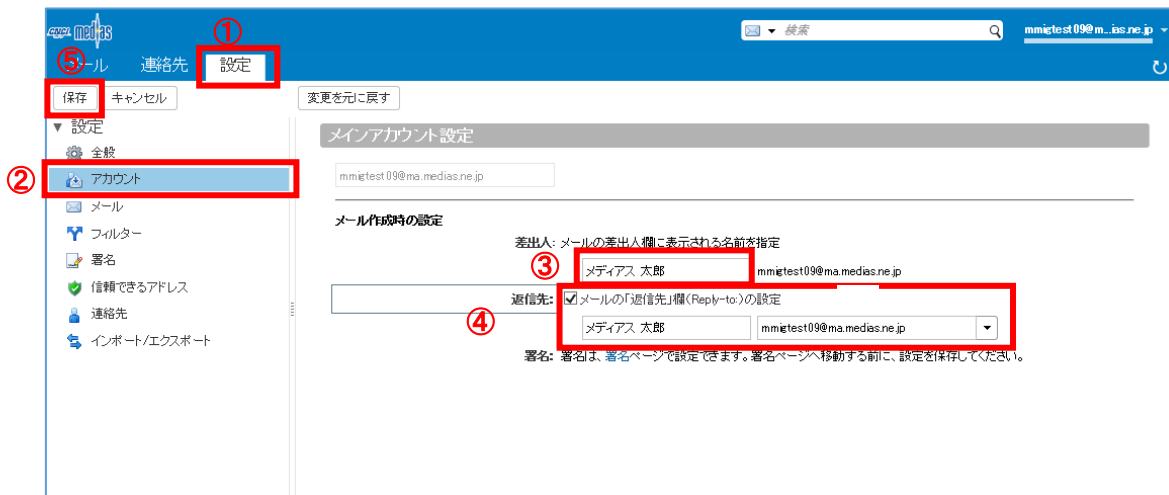 ① 
CNCI medias
検索
mmigtest09@m...ias.ne.jp
⑤
メール 連絡先 設定
保存 キャンセル 変更を元に戻す
設定
メインアカウント設定
全般
② アカウント
mmigtest09@ma.medias.ne.jp
メール
メール作成時の設定
フィルター
差出人: メールの差出人欄に表示される名前を指定
署名
③ メディアス 太郎 mmigtest09@ma.medias.ne.jp
信頼できるアドレス
返信先: メールの「返信先」欄(Reply-to:)の設定
連絡先
④ メディアス 太郎 mmigtest09@ma.medias.ne.jp
インポート/エクスポート
署名: 署名は、署名ページで設定できます。署名ページへ移動する前に、設定を保存してください。